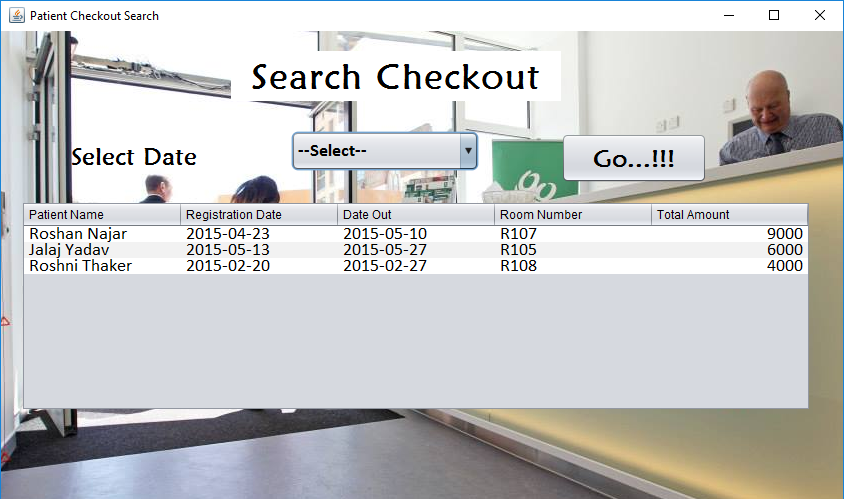 Patient Checkout Search
Search Checkout
Select Date --Select-- Go...!!!
Patient Name Registration Date Date Out Room Number Total Amount
Roshan Najar 2015-04-23 2015-05-10 R107 9000
Jalaj Yadav 2015-05-13 2015-05-27 R105 6000
Roshni Thaker 2015-02-20 2015-02-27 R108 4000